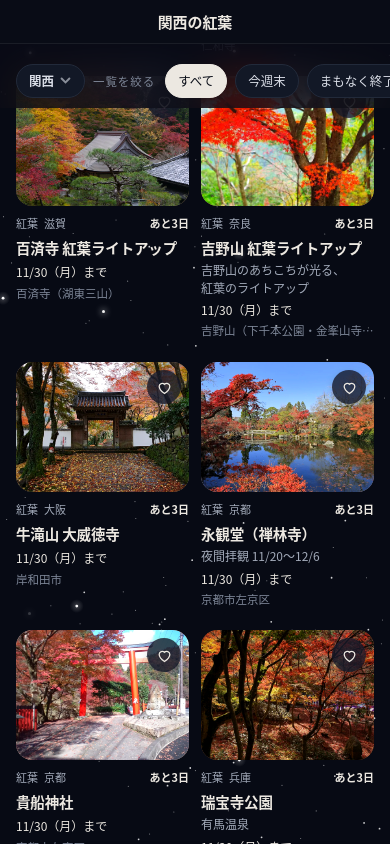 関西の紅葉
関西 一覧を絞る すべて 今週末 まもなく終了
紅葉 滋賀 あと3日
百済寺 紅葉ライトアップ
11/30（月）まで
百済寺（湖東三山）
紅葉 奈良 あと3日
吉野山 紅葉ライトアップ
吉野山のあちこちが光る、
紅葉のライトアップ
11/30（月）まで
吉野山（下千本公園・金峯山寺…
紅葉 大阪 あと3日
牛滝山 大威徳寺
11/30（月）まで
岸和田市
紅葉 京都 あと3日
永観堂（禅林寺）
夜間拝観 11/20〜12/6
11/30（月）まで
京都市左京区
紅葉 京都 あと3日
貴船神社
11/30（月）まで
紅葉 兵庫 あと3日
瑞宝寺公園
有馬温泉